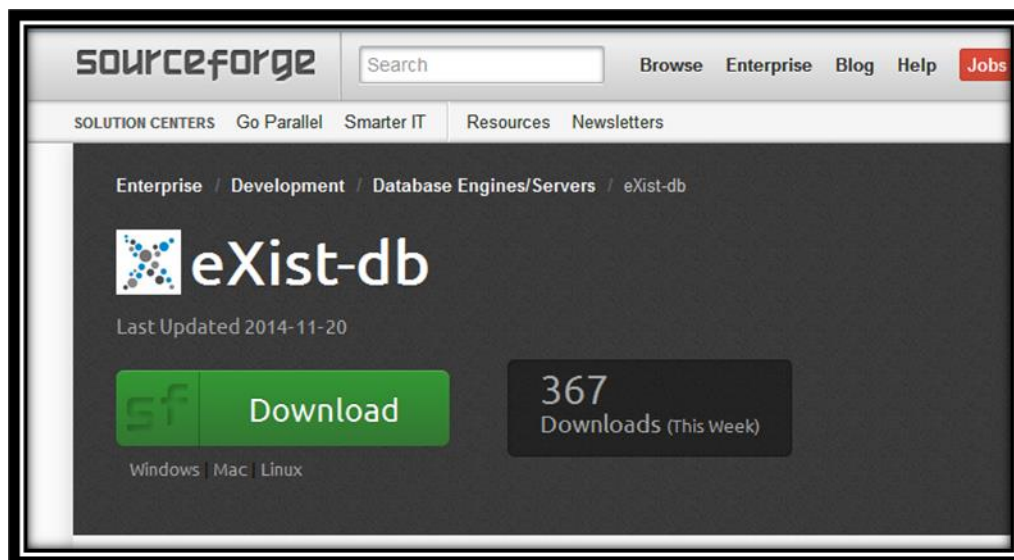 sourceforge Search Browse Enterprise Blog Help Jobs
SOLUTION CENTERS Go Parallel Smarter IT Resources Newsletters
Enterprise / Development / Database Engines/Servers / eXist-db
eXist-db
Last Updated 2014-11-20
sf Download
367
Downloads (This Week)
Windows | Mac | Linux